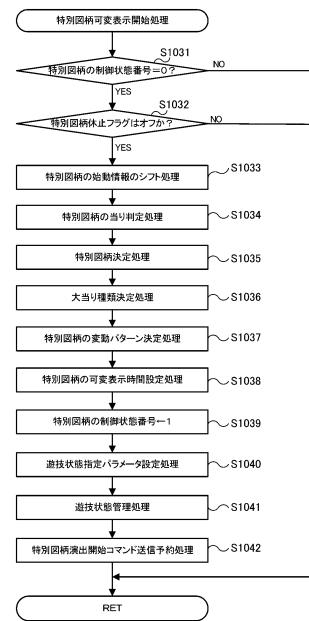 特別図柄可変表示開始処理
S1031
特別図柄の制御状態番号=0?
NO
YES
S1032
特別図柄休止フラグはオフか?
NO
YES
特別図柄の始動情報のシフト処理
S1033
特別図柄の当り判定処理
S1034
特別図柄決定処理
S1035
大当り種類決定処理
S1036
特別図柄の変動パターン決定処理
S1037
特別図柄の可変表示時間設定処理
S1038
特別図柄の制御状態番号←1
S1039
遊技状態指定パラメータ設定処理
S1040
遊技状態管理処理
S1041
特別図柄演出開始コマンド送信予約処理
S1042
RET